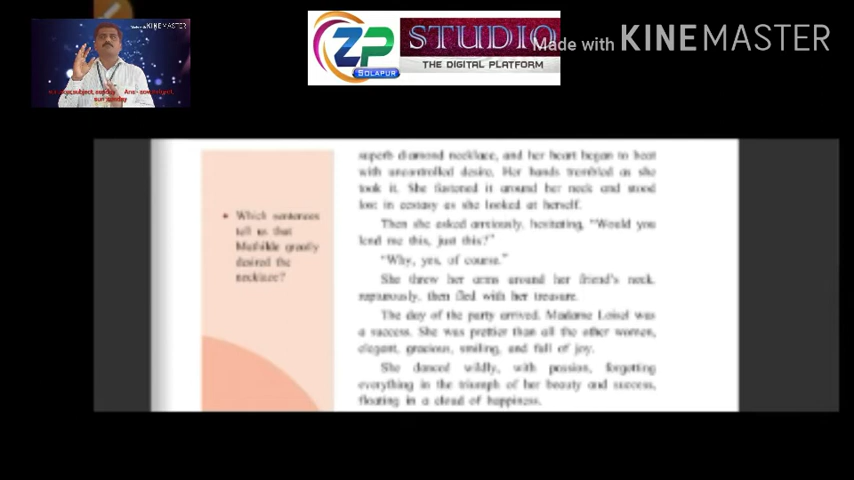 Made with KINEMASTER
ZP
SOLAPUR
STUDIO
THE DIGITAL PLATFORM
Made with KINEMASTER
superb diamond necklace, and her heart began to beat
with uncontrolled desire. Her hands trembled as she
took it. She fastened it around her neck and stood
lost in ecstasy as she looked at herself.
Then she asked anxiously, hesitating, "Would you
lend me this, just this?"
"Why, yes, of course."
She threw her arms around her friend's neck,
rapturously, then fled with her treasure.
The day of the party arrived. Madame Loisel was
a success. She was prettier than all the other women,
elegant, gracious, smiling, and full of joy.
She danced wildly, with passion, forgetting
everything in the triumph of her beauty and success,
floating in a cloud of happiness.
• Which sentences
tell us that
Mathilde greatly
desired the
necklace?